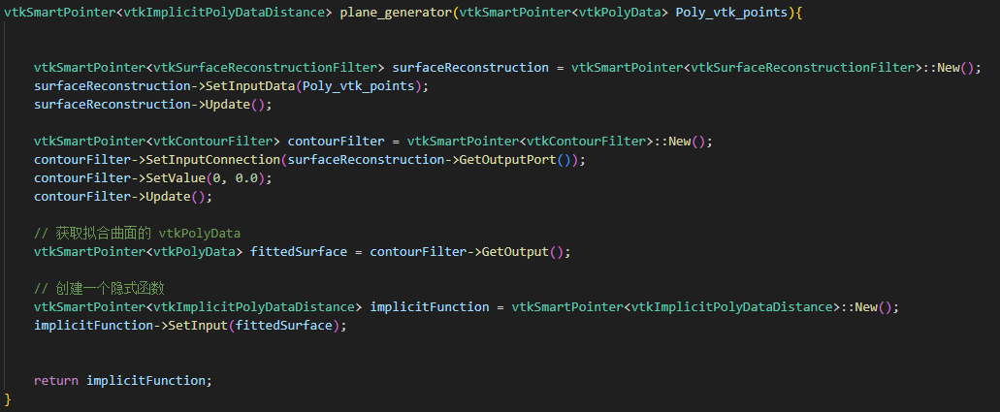 vtkSmartPointer<vtkImplicitPolyDataDistance> plane_generator(vtkSmartPointer<vtkPolyData> Poly_vtk_points){
vtkSmartPointer<vtkSurfaceReconstructionFilter> surfaceReconstruction = vtkSmartPointer<vtkSurfaceReconstructionFilter>::New();
surfaceReconstruction->SetInputData(Poly_vtk_points);
surfaceReconstruction->Update();
vtkSmartPointer<vtkContourFilter> contourFilter = vtkSmartPointer<vtkContourFilter>::New();
contourFilter->SetInputConnection(surfaceReconstruction->GetOutputPort());
contourFilter->SetValue(0, 0.0);
contourFilter->Update();
// 获取拟合曲面的 vtkPolyData
vtkSmartPointer<vtkPolyData> fittedSurface = contourFilter->GetOutput();
// 创建一个隐式函数
vtkSmartPointer<vtkImplicitPolyDataDistance> implicitFunction = vtkSmartPointer<vtkImplicitPolyDataDistance>::New();
implicitFunction->SetInput(fittedSurface);
return implicitFunction;
}